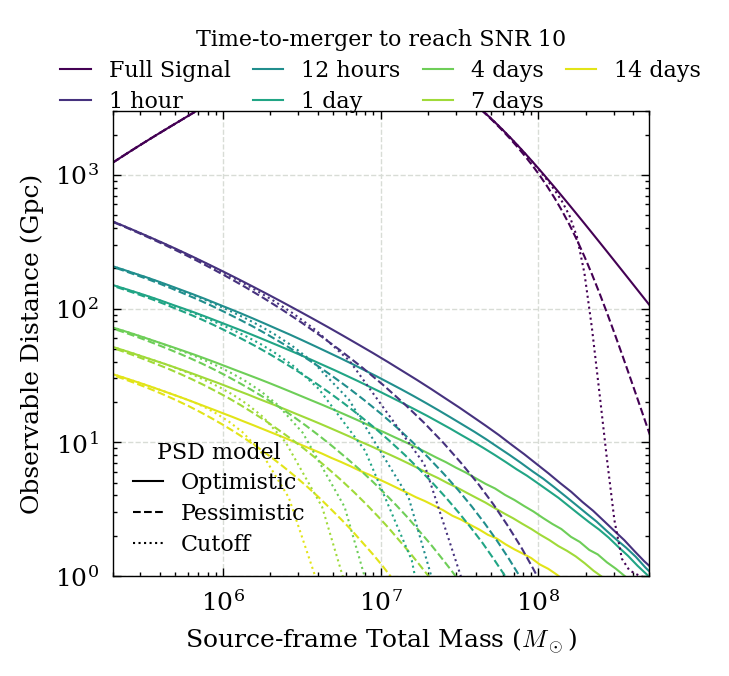 Time-to-merger to reach SNR 10
Full Signal 12 hours 4 days 14 days
1 hour 1 day 7 days
10³
10²
10¹
10⁰
Observable Distance (Gpc)
PSD model
Optimistic
Pessimistic
Cutoff
10⁶ 10⁷ 10⁸
Source-frame Total Mass (M☉)